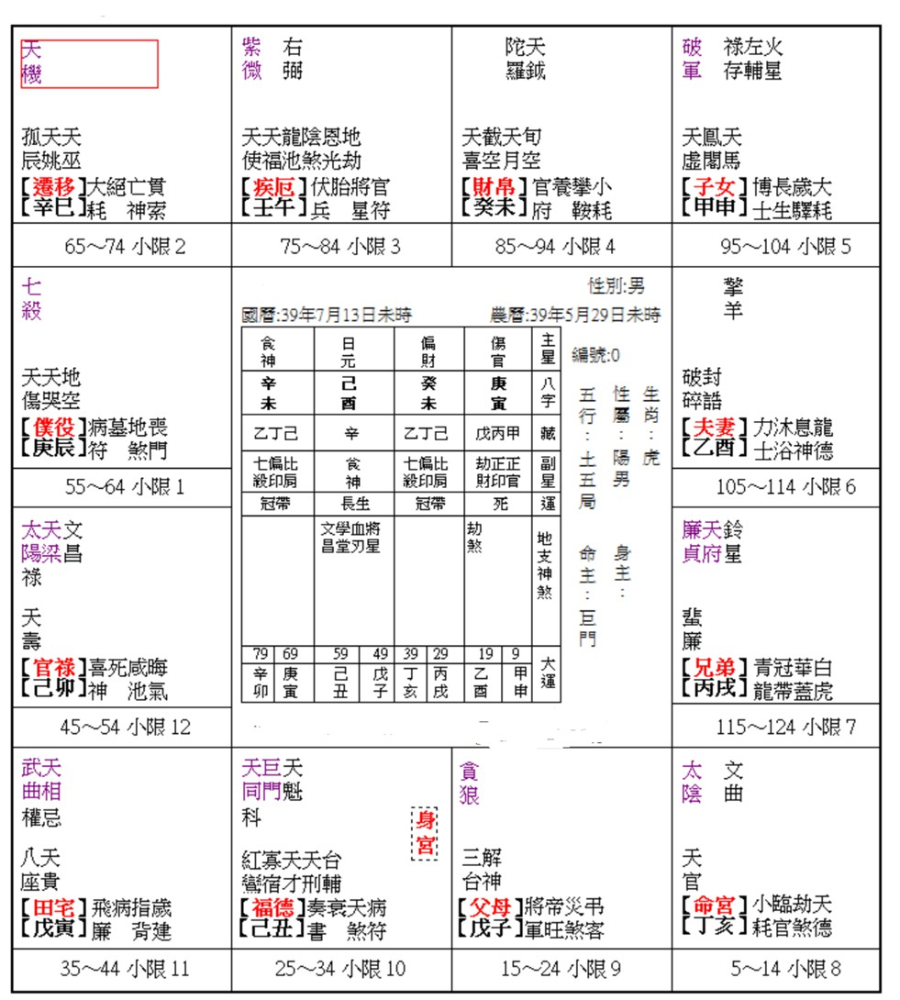 天
機
孤天天
辰姚巫
【遷移】大絕亡貫
【辛巳】耗　神索
65～74 小限 2
紫　右
微　弼
天天龍陰恩地
使福池煞光劫
【疾厄】伏胎將官
【壬午】兵　星符
75～84 小限 3
陀天
羅鉞
天截天旬
喜空月空
【財帛】官養攀小
【癸未】府　鞍耗
85～94 小限 4
破　祿左火
軍　存輔星
天鳳天
虛閣馬
【子女】博長歲大
【甲申】士生驛耗
95～104 小限 5
七
殺
天天地
傷哭空
【僕役】病墓地喪
【庚辰】符　煞門
55～64 小限 1
性別:男
國曆:39年7月13日未時　農曆:39年5月29日未時
食神　日元　偏財　傷官　主星
辛未　己酉　癸未　庚寅　八字
乙丁己　辛　乙丁己　戊丙甲　藏
七偏比　食　七偏比　劫正正　副
殺印肩　神　殺印肩　財印官　星
冠帶　長生　冠帶　死　運
文學血將　劫　地支神煞
昌堂刃星　煞
79 69 59 49 39 29 19 9　大運
辛 庚 己 戊 丁 丙 乙 甲
卯 寅 丑 子 亥 戌 酉 申
編號:0
生肖：虎
性屬：陽男
五行：土五局
身主：
命主：巨門
擎
羊
破封
碎誥
【夫妻】力沐息龍
【乙酉】士浴神德
105～114 小限 6
太天文
陽梁昌
祿
天
壽
【官祿】喜死咸晦
【己卯】神　池氣
45～54 小限 12
廉天鈴
貞府星
蜚
廉
【兄弟】青冠華白
【丙戌】龍帶蓋虎
115～124 小限 7
武天
曲相
權忌
八天
座貴
【田宅】飛病指歲
【戊寅】廉　背建
35～44 小限 11
天巨天
同門魁
科
身
宮
紅寡天天台
鸞宿才刑輔
【福德】奏衰天病
【己丑】書　煞符
25～34 小限 10
貪
狼
三解
台神
【父母】將帝災弔
【戊子】軍旺煞客
15～24 小限 9
太　文
陰　曲
天
官
【命宮】小臨劫天
【丁亥】耗官煞德
5～14 小限 8